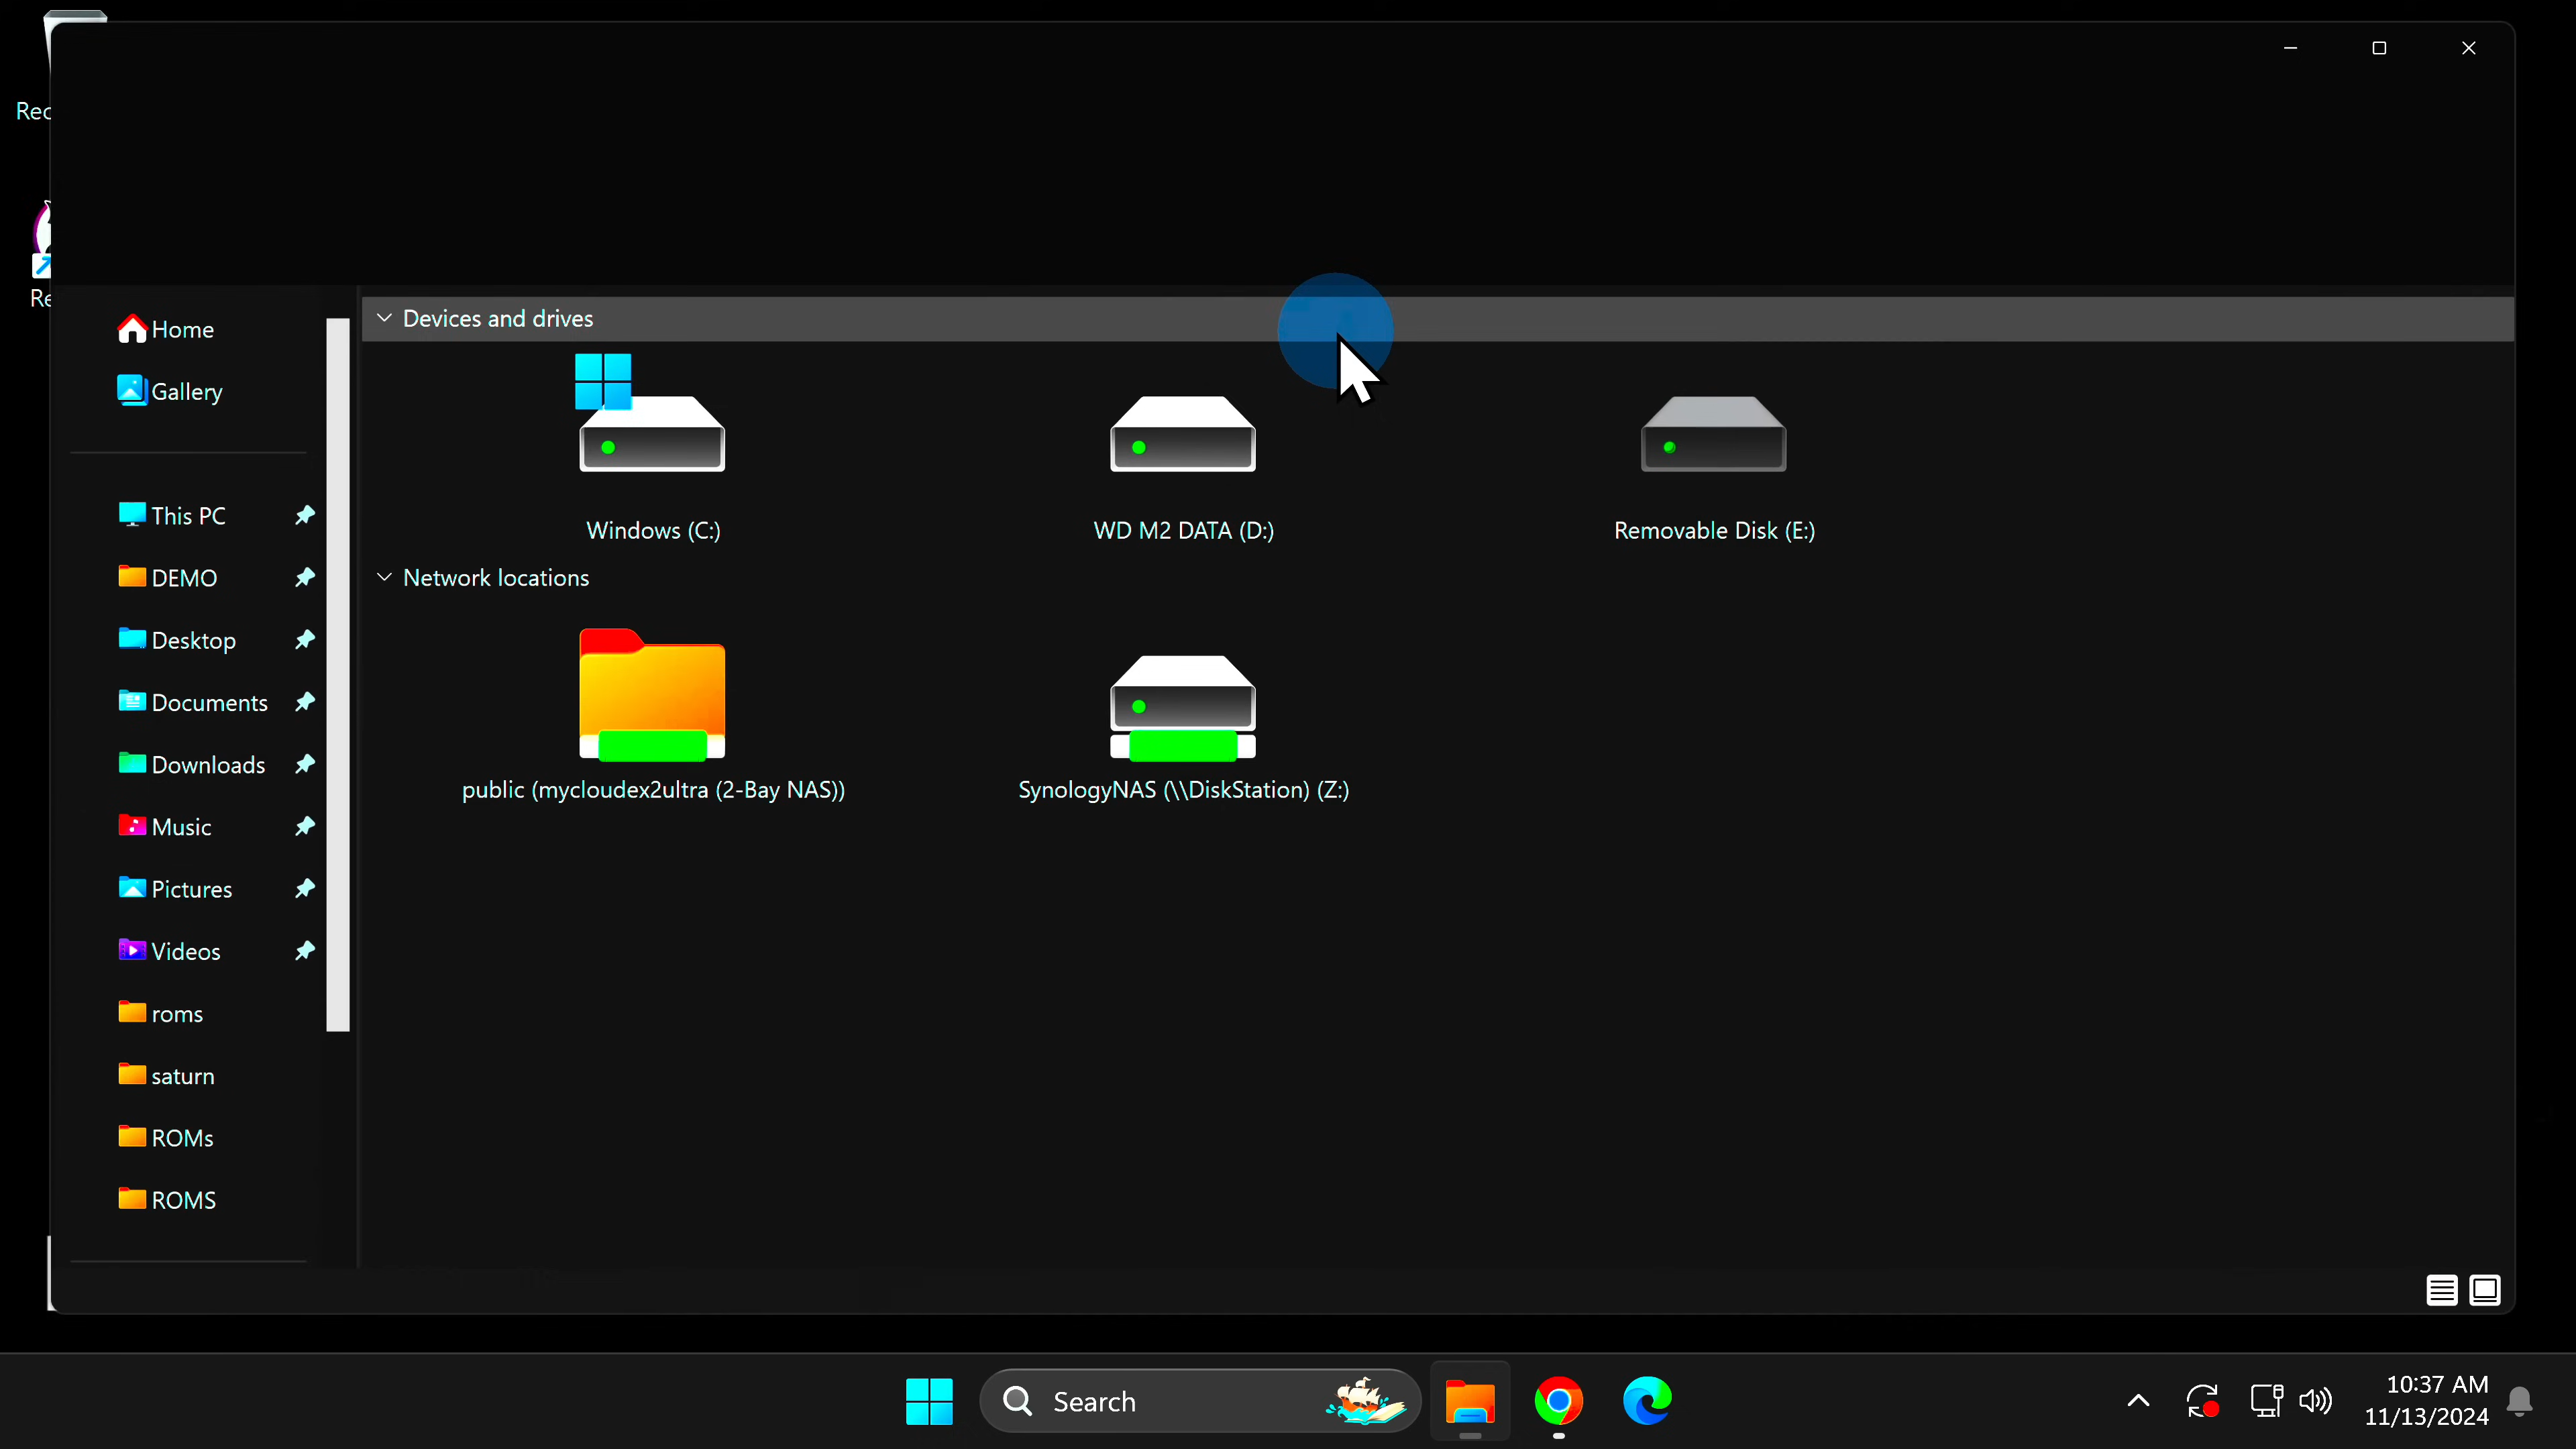 Rec
Re
Home
Gallery
This PC
DEMO
Desktop
Documents
Downloads
Music
Pictures
Videos
roms
saturn
ROMs
ROMS
Devices and drives
Windows (C:)
WD M2 DATA (D:)
Removable Disk (E:)
Network locations
public (mycloudex2ultra (2-Bay NAS))
SynologyNAS (\\DiskStation) (Z:)
Search
10:37 AM
11/13/2024